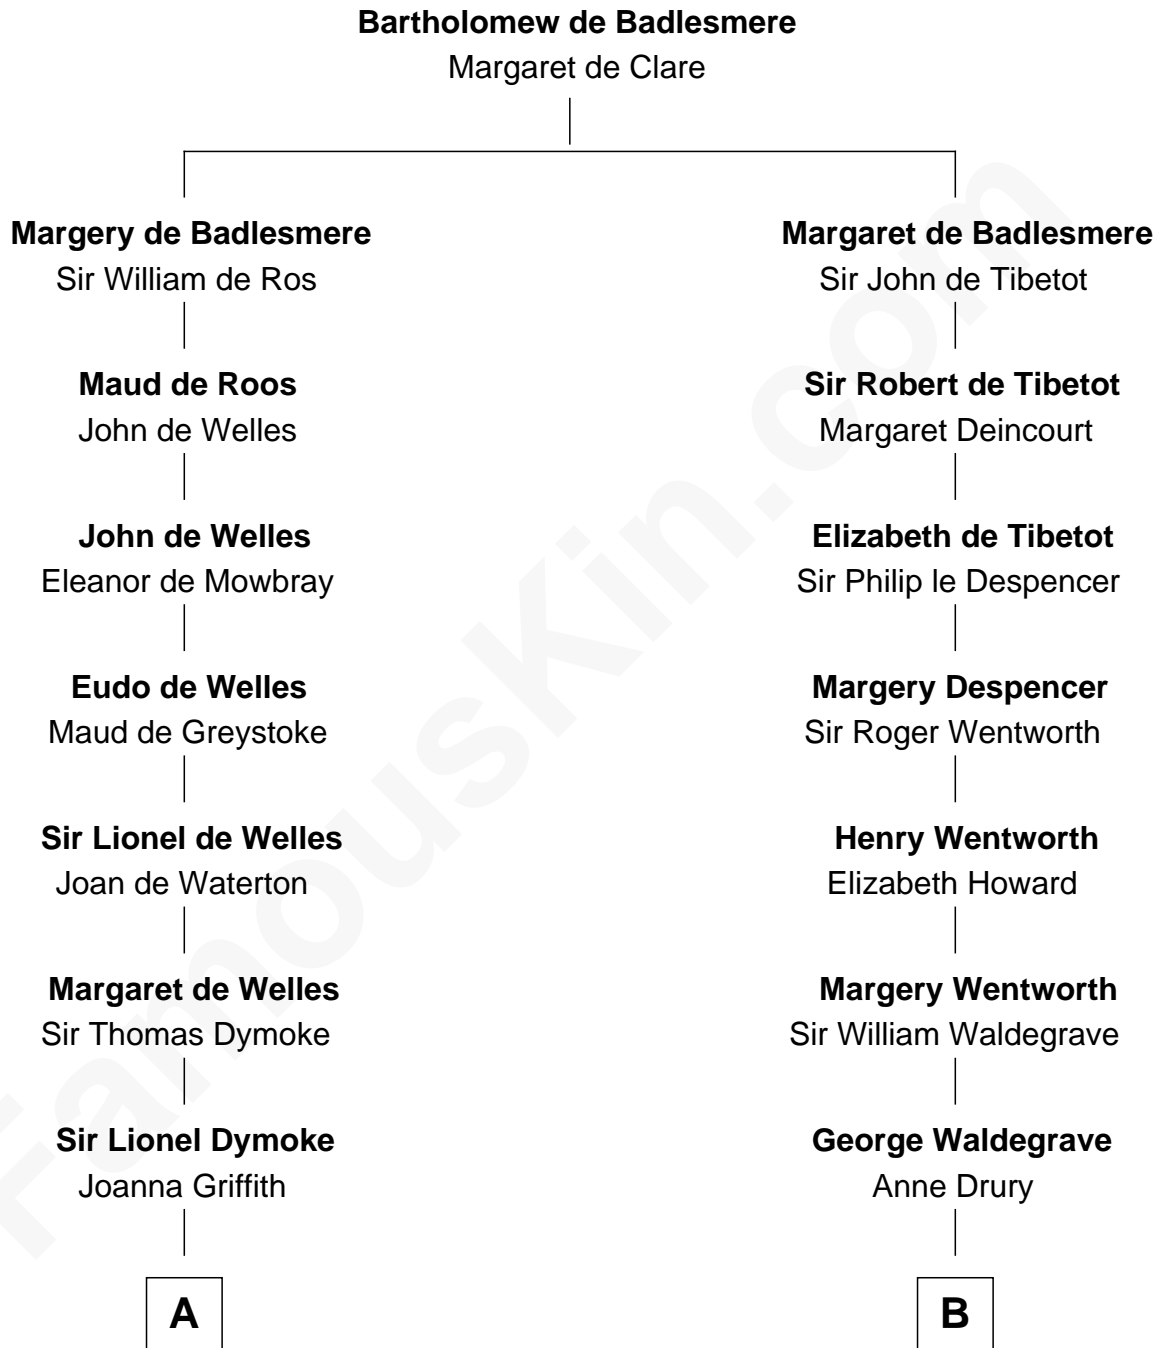 Bartholomew de Badlesmere
Margaret de Clare
Margery de Badlesmere
Sir William de Ros
Margaret de Badlesmere
Sir John de Tibetot
Maud de Roos
John de Welles
Sir Robert de Tibetot
Margaret Deincourt
John de Welles
Eleanor de Mowbray
Elizabeth de Tibetot
Sir Philip le Despencer
Eudo de Welles
Maud de Greystoke
Margery Despencer
Sir Roger Wentworth
Sir Lionel de Welles
Joan de Waterton
Henry Wentworth
Elizabeth Howard
Margaret de Welles
Sir Thomas Dymoke
Margery Wentworth
Sir William Waldegrave
Sir Lionel Dymoke
Joanna Griffith
George Waldegrave
Anne Drury
A
B
FamousKin.com